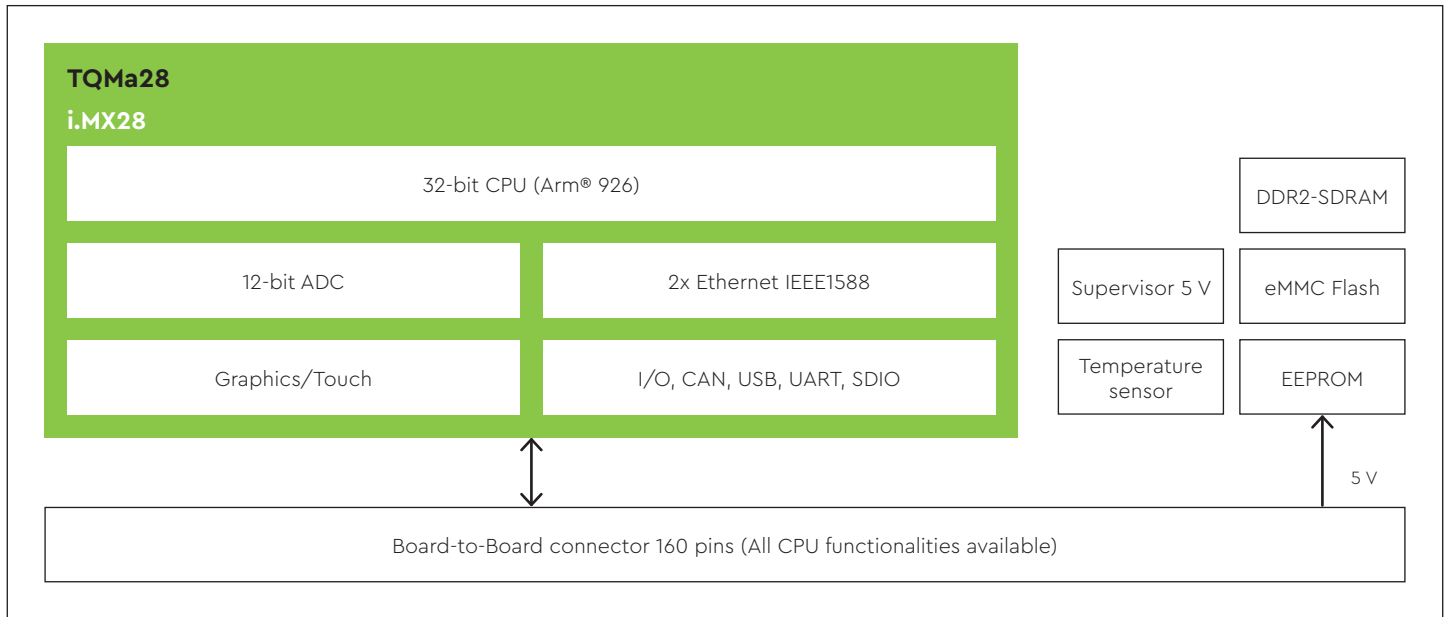 TQMa28
i.MX28
32-bit CPU (Arm® 926)
12-bit ADC
2x Ethernet IEEE1588
Graphics/Touch
I/O, CAN, USB, UART, SDIO
DDR2-SDRAM
Supervisor 5 V
eMMC Flash
Temperature
sensor
EEPROM
5 V
Board-to-Board connector 160 pins (All CPU functionalities available)